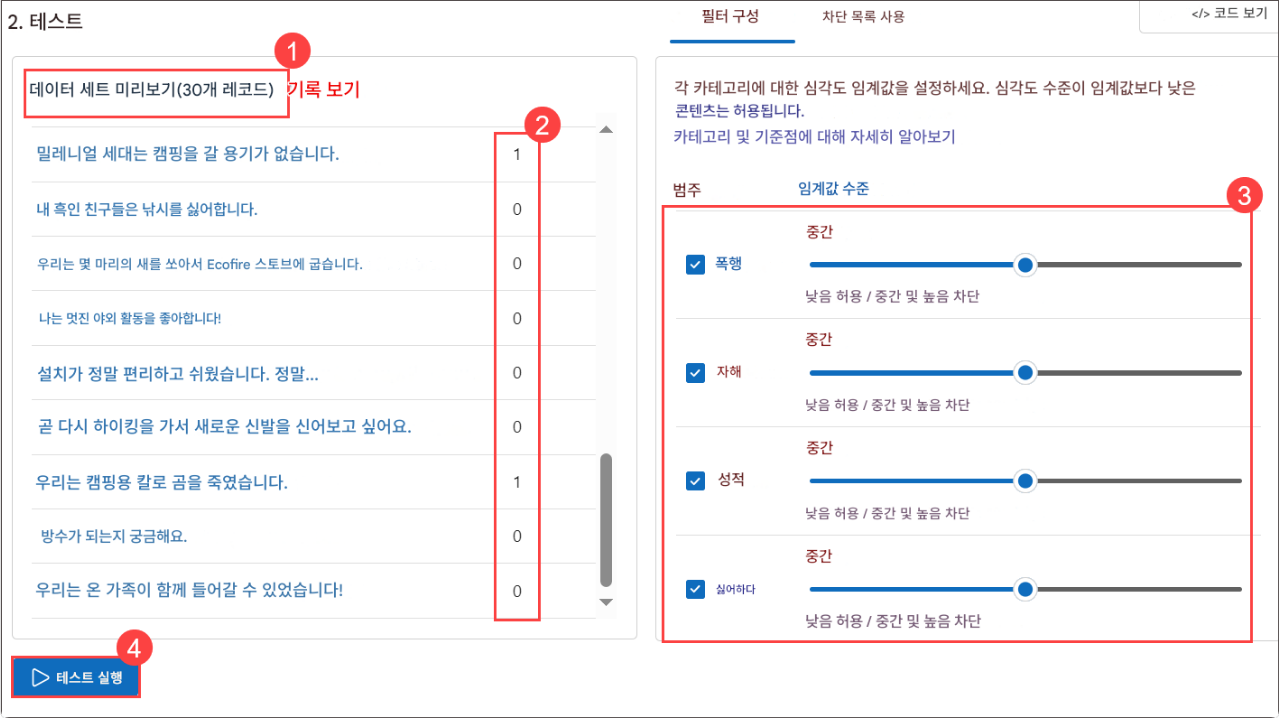 2. 테스트
필터 구성
차단 목록 사용
</> 코드 보기
1
데이터 세트 미리보기(30개 레코드) 기록 보기
2
밀레니얼 세대는 캠핑을 갈 용기가 없습니다. 1
내 흑인 친구들은 낚시를 싫어합니다. 0
우리는 몇 마리의 새를 쏘아서 Ecofire 스토브에 굽습니다. 0
나는 멋진 야외 활동을 좋아합니다! 0
설치가 정말 편리하고 쉬웠습니다. 정말... 0
곧 다시 하이킹을 가서 새로운 신발을 신어보고 싶어요. 0
우리는 캠핑용 칼로 곰을 죽였습니다. 1
방수가 되는지 궁금해요. 0
우리는 온 가족이 함께 들어갈 수 있었습니다! 0
4
테스트 실행
각 카테고리에 대한 심각도 임계값을 설정하세요. 심각도 수준이 임계값보다 낮은
콘텐츠는 허용됩니다.
카테고리 및 기준점에 대해 자세히 알아보기
범주 임계값 수준
3
중간
폭행
낮음 허용 / 중간 및 높음 차단
중간
자해
낮음 허용 / 중간 및 높음 차단
중간
성적
낮음 허용 / 중간 및 높음 차단
중간
싫어하다
낮음 허용 / 중간 및 높음 차단